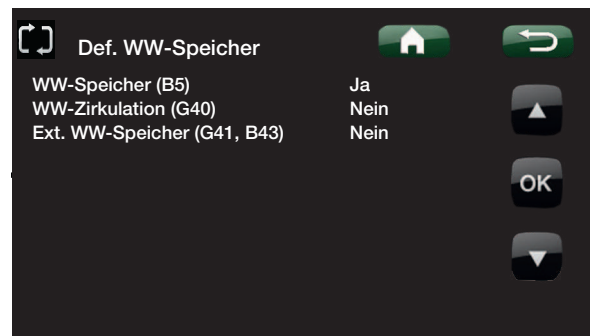 Def. WW-Speicher
WW-Speicher (B5) Ja
WW-Zirkulation (G40) Nein
Ext. WW-Speicher (G41, B43) Nein
OK